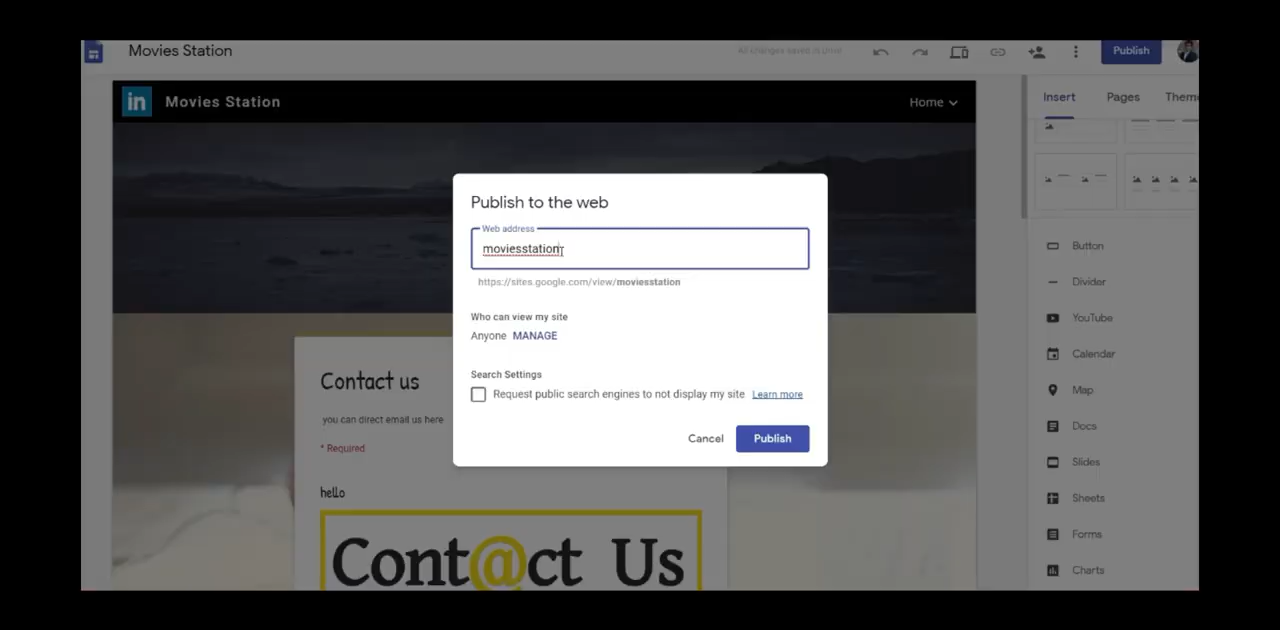 Movies Station
All changes saved in Drive
Publish
in Movies Station
Home
Insert Pages Theme
Publish to the web
Web address
moviesstation
https://sites.google.com/view/moviesstation
Who can view my site
Anyone MANAGE
Search Settings
Request public search engines to not display my site Learn more
Cancel Publish
Contact us
you can direct email us here
* Required
hello
Cont@ct Us
Button
Divider
YouTube
Calendar
Map
Docs
Slides
Sheets
Forms
Charts